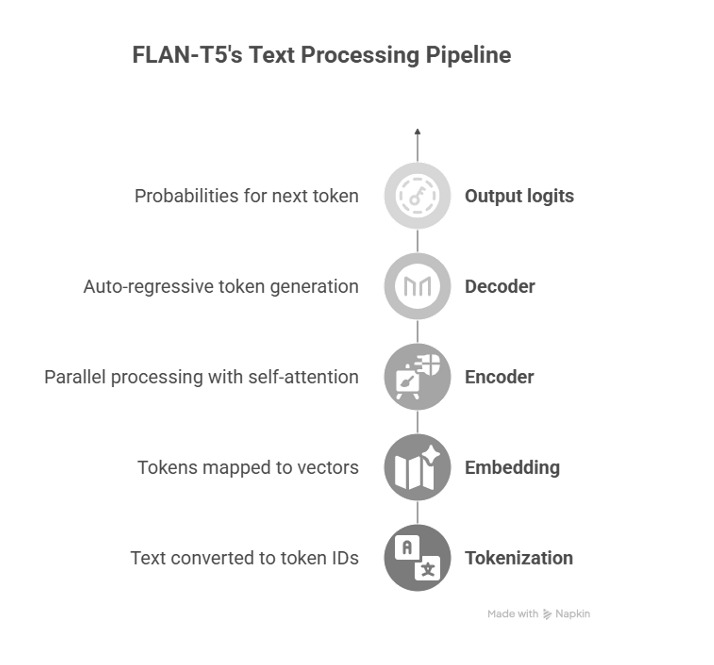 FLAN-T5's Text Processing Pipeline
Probabilities for next token
Output logits
Auto-regressive token generation
Decoder
Parallel processing with self-attention
Encoder
Tokens mapped to vectors
Embedding
A
文
Text converted to token IDs
Tokenization
Made with Napkin